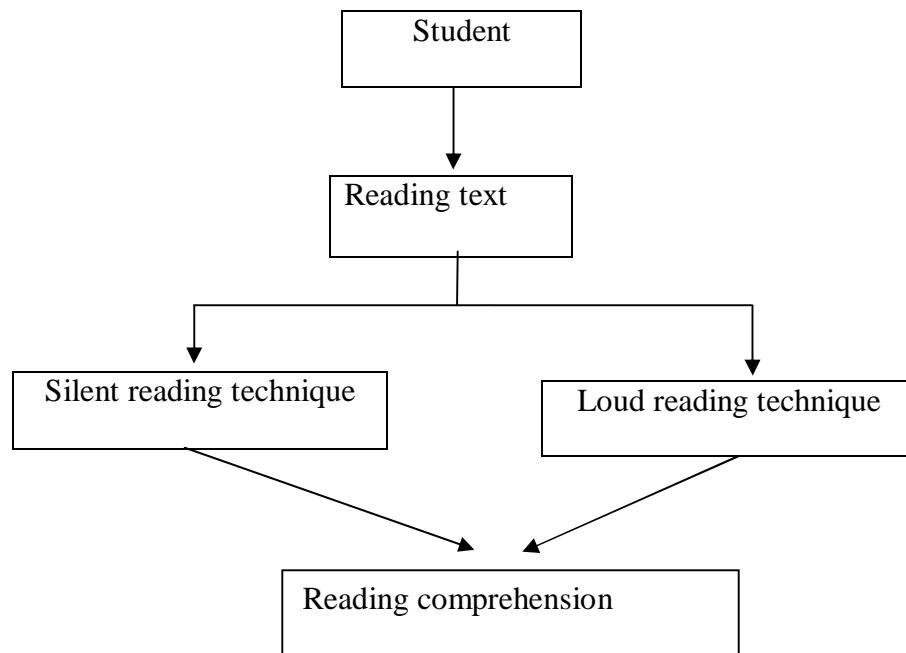 Student
Reading text
Silent reading technique
Loud reading technique
Reading comprehension